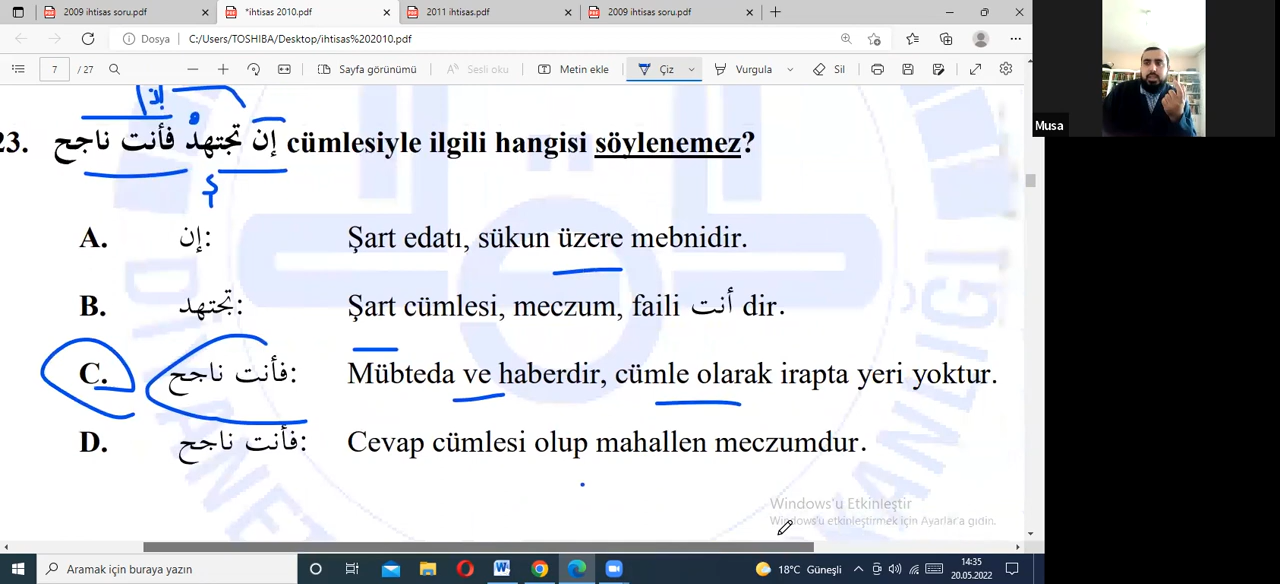 2009 ihtisas soru.pdf
*ihtisas 2010.pdf
2011 ihtisas.pdf
2009 ihtisas soru.pdf
Dosya C:/Users/TOSHIBA/Desktop/ihtisas%202010.pdf
7 / 27
Sayfa görünümü
Sesli oku
Metin ekle
Çiz
Vurgula
Sil
Musa
23. إن تجتهد فأنت ناجح cümlesiyle ilgili hangisi söylenemez?
A. إن: Şart edatı, sükun üzere mebnidir.
B. تجتهد: Şart cümlesi, meczum, faili أنت dir.
C. فأنت ناجح: Mübteda ve haberdir, cümle olarak irapta yeri yoktur.
D. فأنت ناجح: Cevap cümlesi olup mahallen meczumdur.
Windows'u Etkinleştir
Windows'u etkinleştirmek için Ayarlar'a gidin.
Aramak için buraya yazın
18°C Güneşli
14:35
20.05.2022